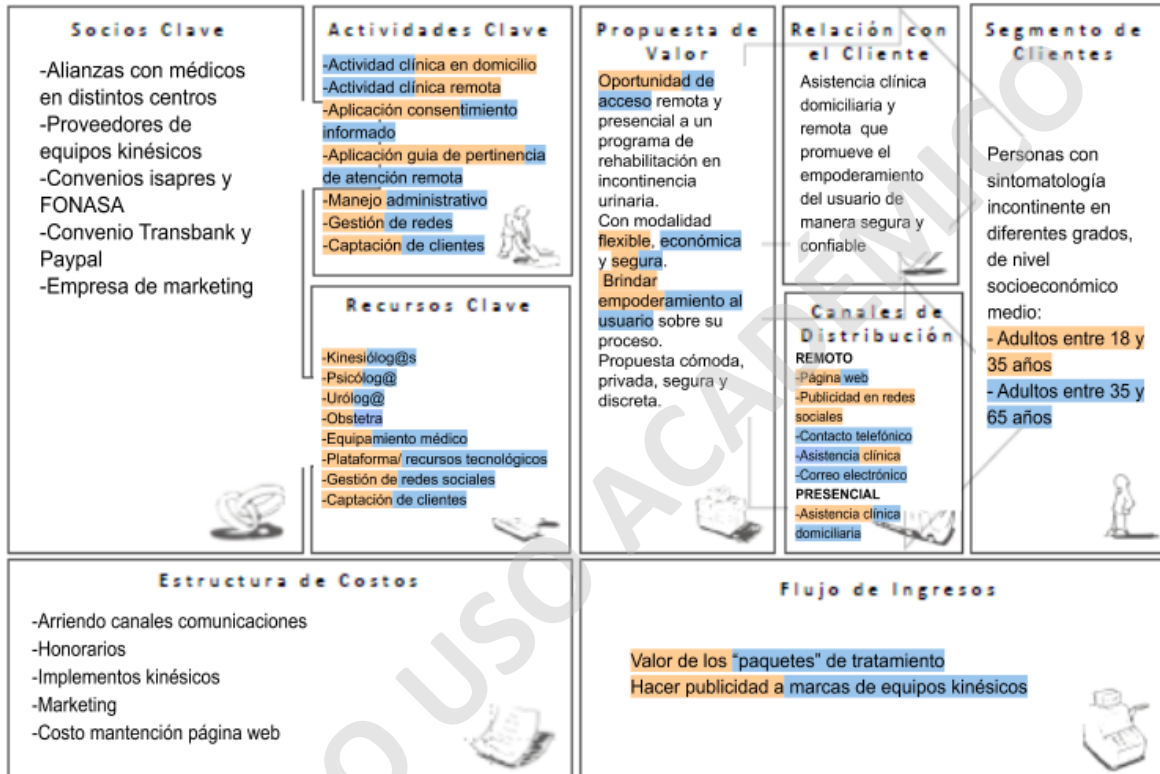 Socios Clave
-Alianzas con médicos
en distintos centros
-Proveedores de
equipos kinésicos
-Convenios isapres y
FONASA
-Convenio Transbank y
Paypal
-Empresa de marketing
Actividades Clave
-Actividad clínica en domicilio
-Actividad clínica remota
-Aplicación consentimiento
informado
-Aplicación guia de pertinencia
de atención remota
-Manejo administrativo
-Gestión de redes
-Captación de clientes
Recursos Clave
-Kinesiólog@s
-Psicólog@
-Urólog@
-Obstetra
-Equipamiento médico
-Plataforma/ recursos tecnológicos
-Gestión de redes sociales
-Captación de clientes
Propuesta de
Valor
Oportunidad de
acceso remota y
presencial a un
programa de
rehabilitación en
incontinencia
urinaria.
Con modalidad
flexible, económica
y segura.
Brindar
empoderamiento al
usuario sobre su
proceso.
Propuesta cómoda,
privada, segura y
discreta.
Relación con
el Cliente
Asistencia clínica
domiciliaria y
remota que
promueve el
empoderamiento
del usuario de
manera segura y
confiable
Canales de
Distribución
REMOTO
-Página web
-Publicidad en redes
sociales
-Contacto telefónico
-Asistencia clínica
-Correo electrónico
PRESENCIAL
-Asistencia clínica
domiciliaria
Segmento de
Clientes
Personas con
sintomatología
incontinente en
diferentes grados,
de nivel
socioeconómico
medio:
- Adultos entre 18 y
35 años
- Adultos entre 35 y
65 años
Estructura de Costos
-Arriendo canales comunicaciones
-Honorarios
-Implementos kinésicos
-Marketing
-Costo mantención página web
Flujo de Ingresos
Valor de los "paquetes" de tratamiento
Hacer publicidad a marcas de equipos kinésicos
O USO ACADÉMICO